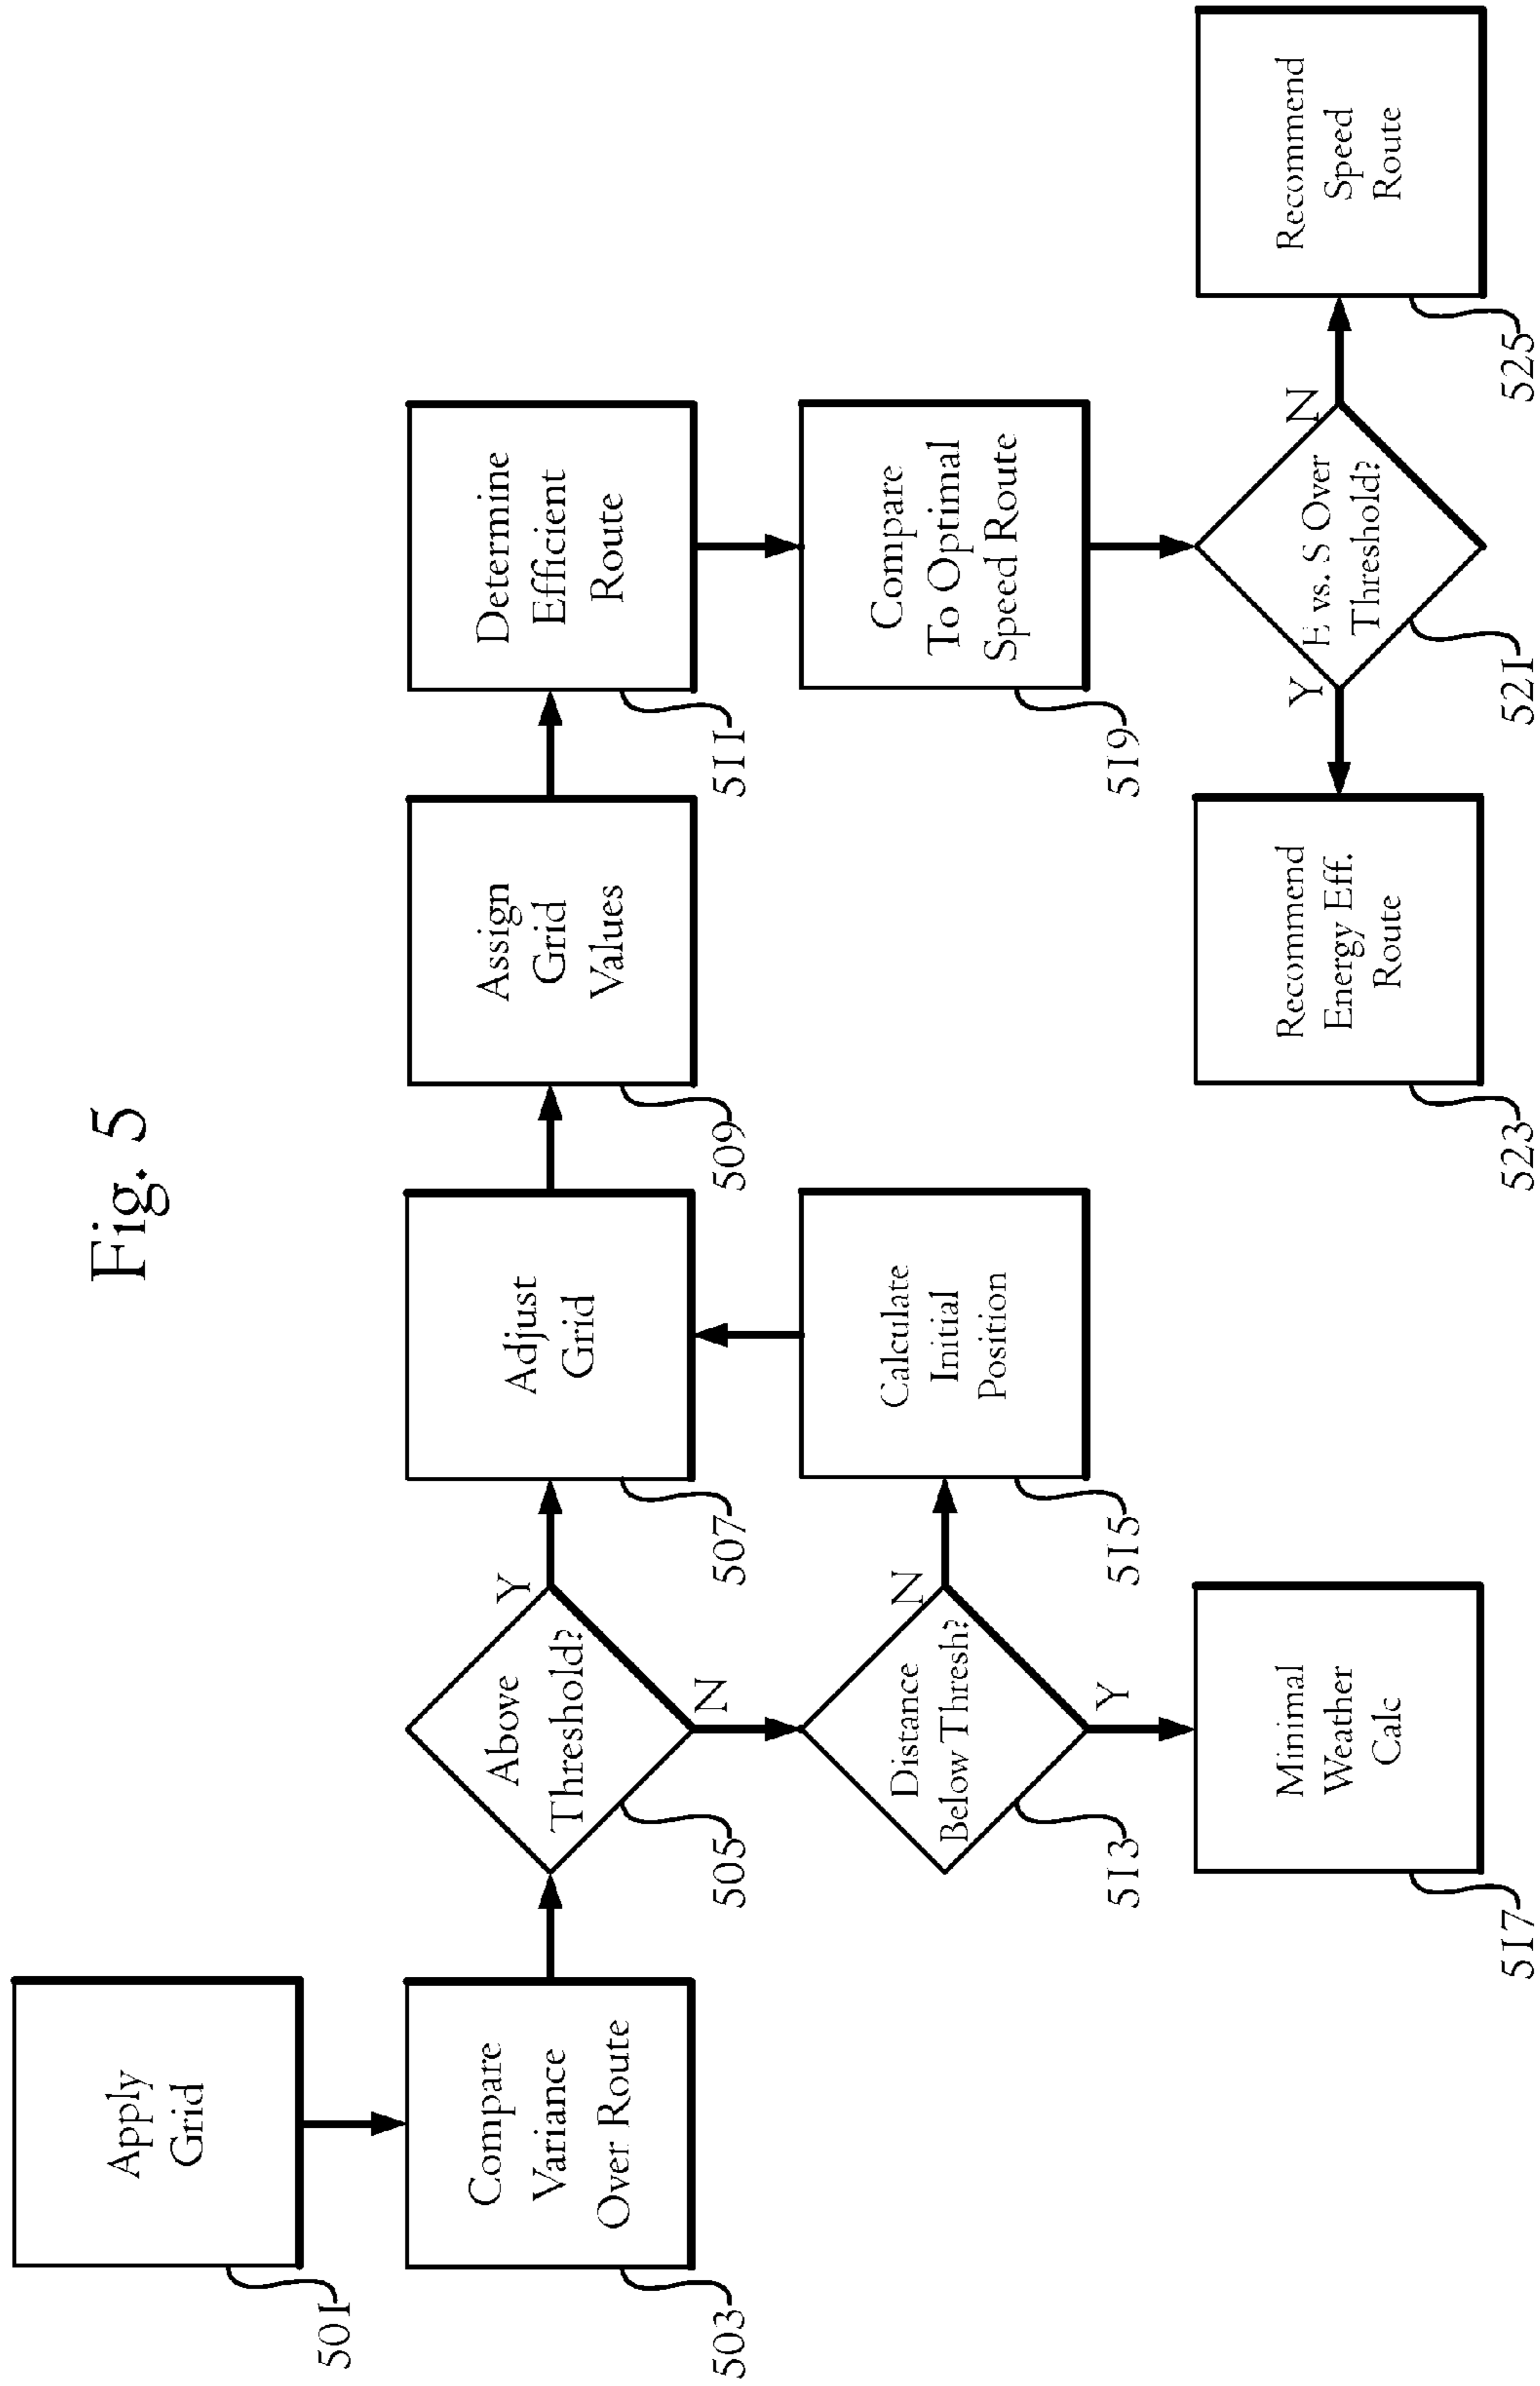 Fig. 5
Apply
Grid
501
Compare
Variance
Over Route
503
Above
Threshold?
Y
N
505
Adjust
Grid
507
Assign
Grid
Values
509
Determine
Efficient
Route
511
Distance
Below Thresh?
N
Y
513
Calculate
Initial
Position
515
Minimal
Weather
Calc
517
Compare
To Optimal
Speed Route
519
E vs. S Over
Threshold?
Y
N
521
Recommend
Energy Eff.
Route
523
Recommend
Speed
Route
525